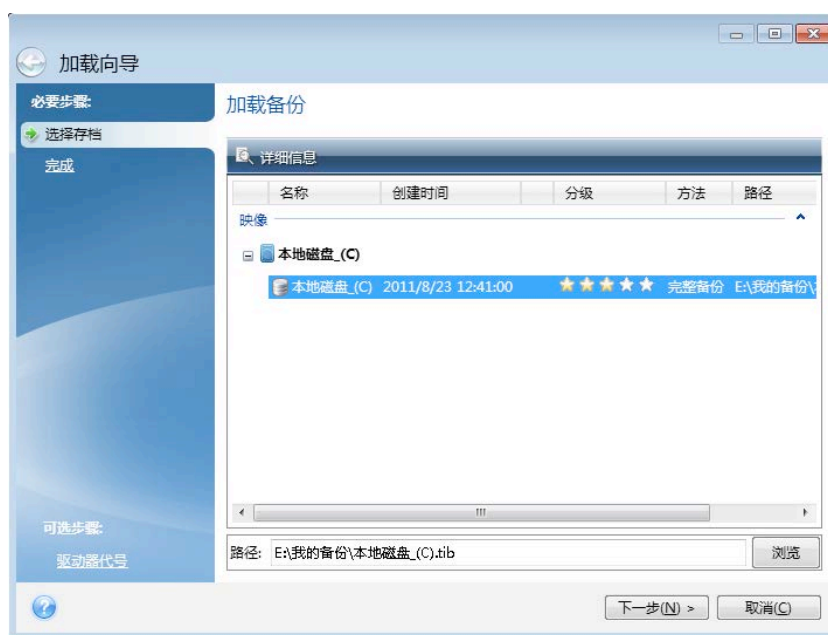 加载向导
必要步骤:
选择存档
完成
可选步骤:
驱动器代号
加载备份
详细信息
名称 创建时间 分级 方法 路径
映像
本地磁盘_(C)
本地磁盘_(C) 2011/8/23 12:41:00 完整备份 E:\我的备份\
路径: E:\我的备份\本地磁盘_(C).tib 浏览
下一步(N) > 取消(C)